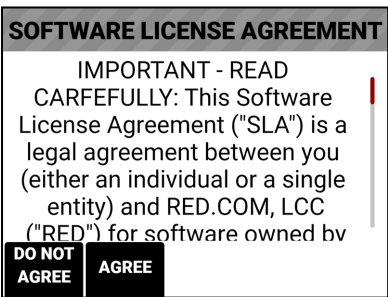 SOFTWARE LICENSE AGREEMENT
IMPORTANT - READ
CARFEFULLY: This Software
License Agreement ("SLA") is a
legal agreement between you
(either an individual or a single
entity) and RED.COM, LCC
("RED") for software owned by
DO NOT
AGREE
AGREE